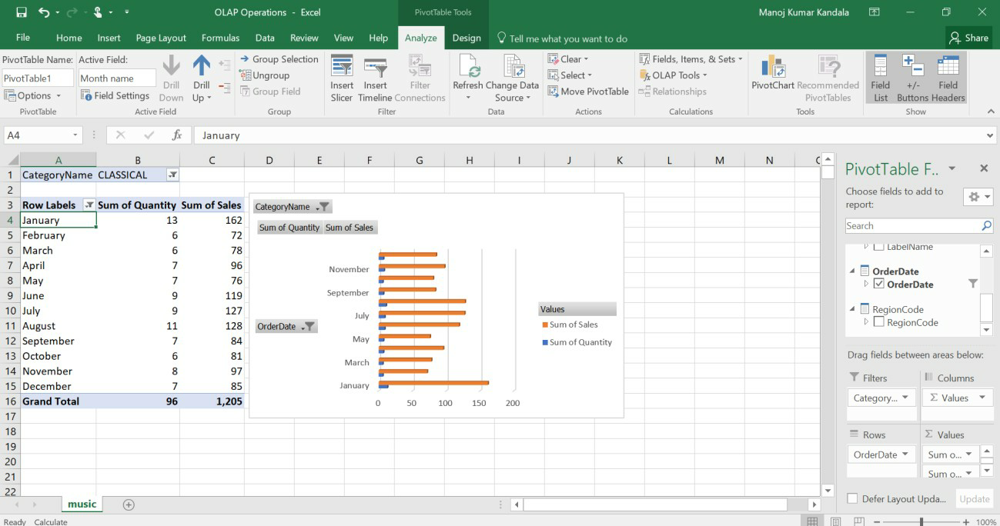 OLAP Operations - Excel
PivotTable Tools
Manoj Kumar Kandala
File Home Insert Page Layout Formulas Data Review View Help Analyze Design Tell me what you want to do Share
PivotTable Name: Active Field:
PivotTable1 Month name
Options Field Settings
Drill Down
Drill Up
Group Selection
Ungroup
Group Field
Insert Slicer
Insert Timeline
Filter Connections
Refresh
Change Data Source
Clear
Select
Move PivotTable
Fields, Items, & Sets
OLAP Tools
Relationships
PivotChart
Recommended PivotTables
Field List
+/- Buttons
Field Headers
PivotTable Active Field Group Filter Data Actions Calculations Tools Show
A4 fx January
A B C D E F G H I J K L M N
1 CategoryName CLASSICAL
2
3 Row Labels Sum of Quantity Sum of Sales
4 January 13 162
5 February 6 72
6 March 6 78
7 April 7 96
8 May 7 76
9 June 9 119
10 July 9 127
11 August 11 128
12 September 7 84
13 October 6 81
14 November 8 97
15 December 7 85
16 Grand Total 96 1,205
17
18
19
20
21
22
CategoryName
Sum of Quantity Sum of Sales
November
September
July
May
March
January
0 50 100 150 200
OrderDate
Values
Sum of Sales
Sum of Quantity
PivotTable F..
Choose fields to add to
report:
Search
LabelName
OrderDate
OrderDate
RegionCode
RegionCode
Drag fields between areas below:
Filters Columns
Category... Σ Values
Rows Σ Values
OrderDate Sum o...
Sum o...
Defer Layout Upda... Update
music
Ready Calculate
100%